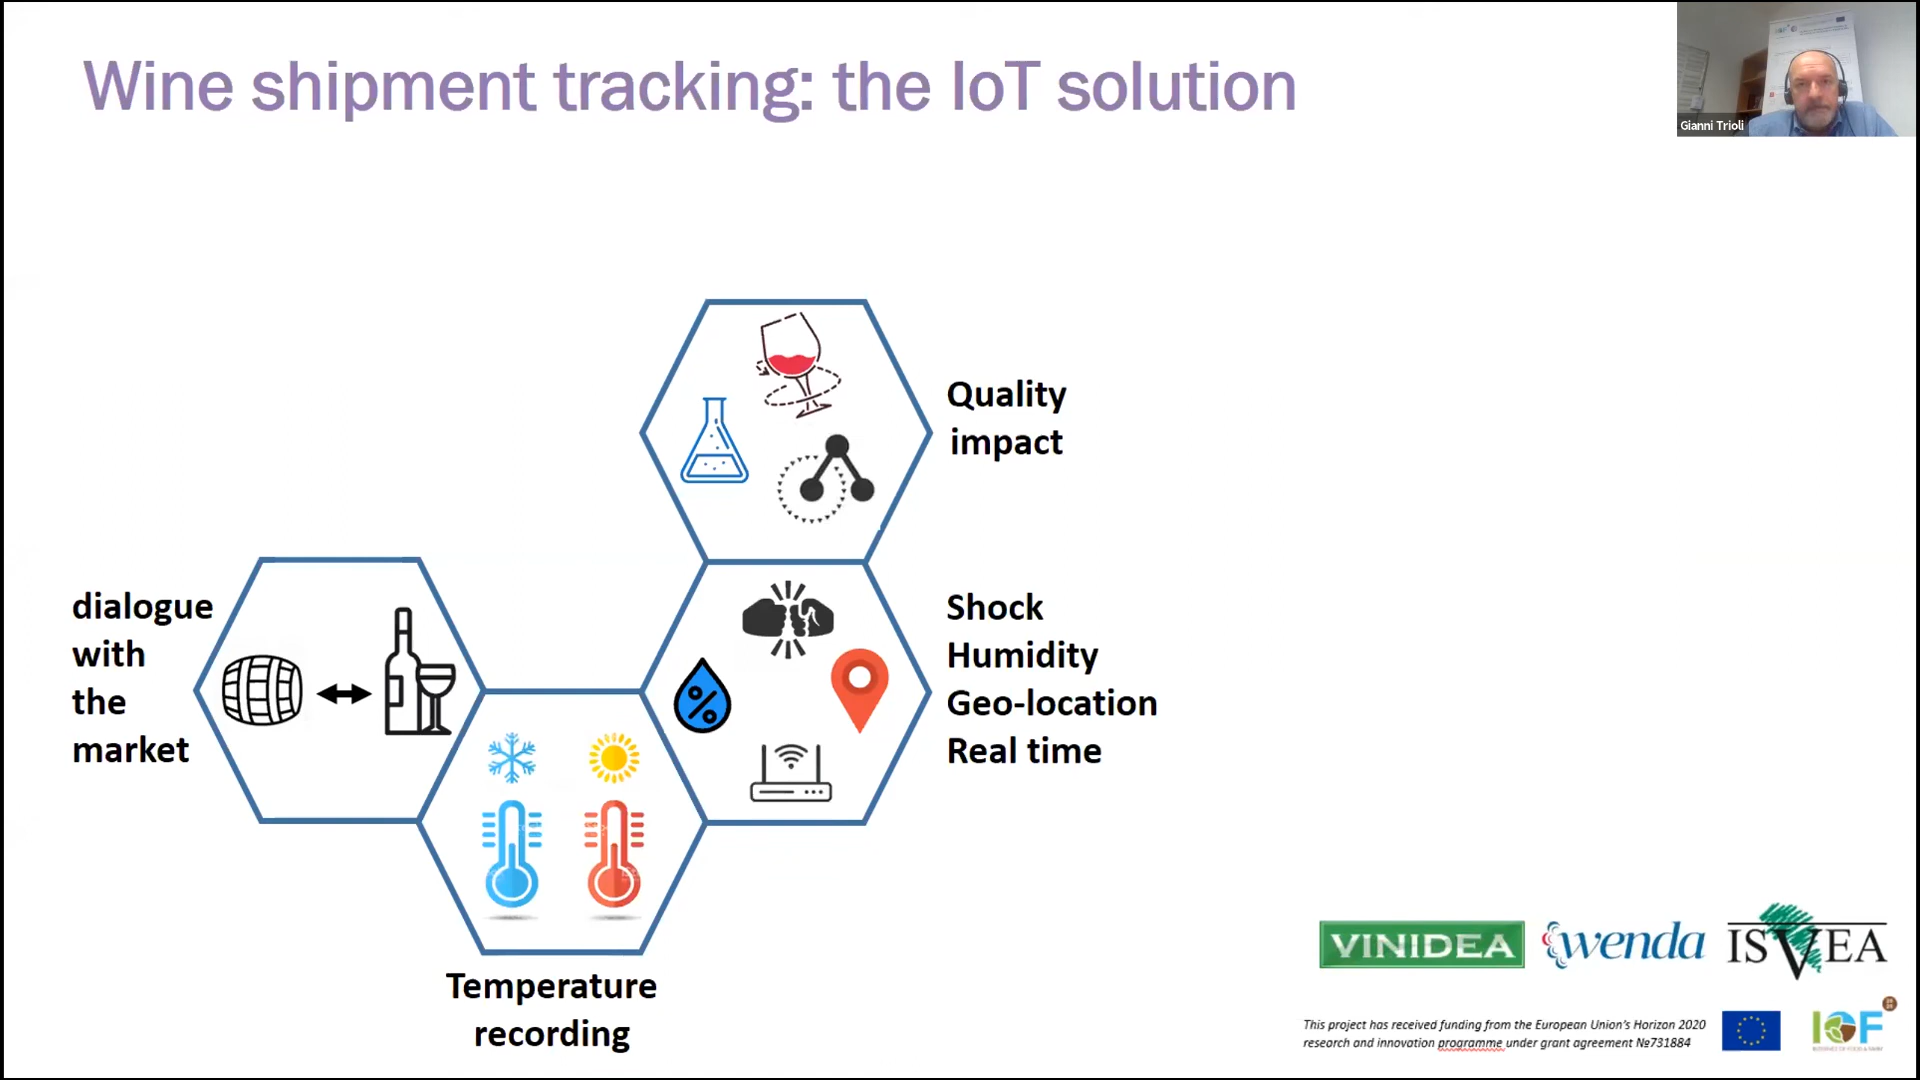 Wine shipment tracking: the IoT solution
Gianni Trioli
Quality
impact
dialogue
with
the
market
Shock
Humidity
Geo-location
Real time
%
Temperature
recording
VINIDEA
wenda
ISVEA
This project has received funding from the European Union's Horizon 2020
research and innovation programme under grant agreement №731884
IOF